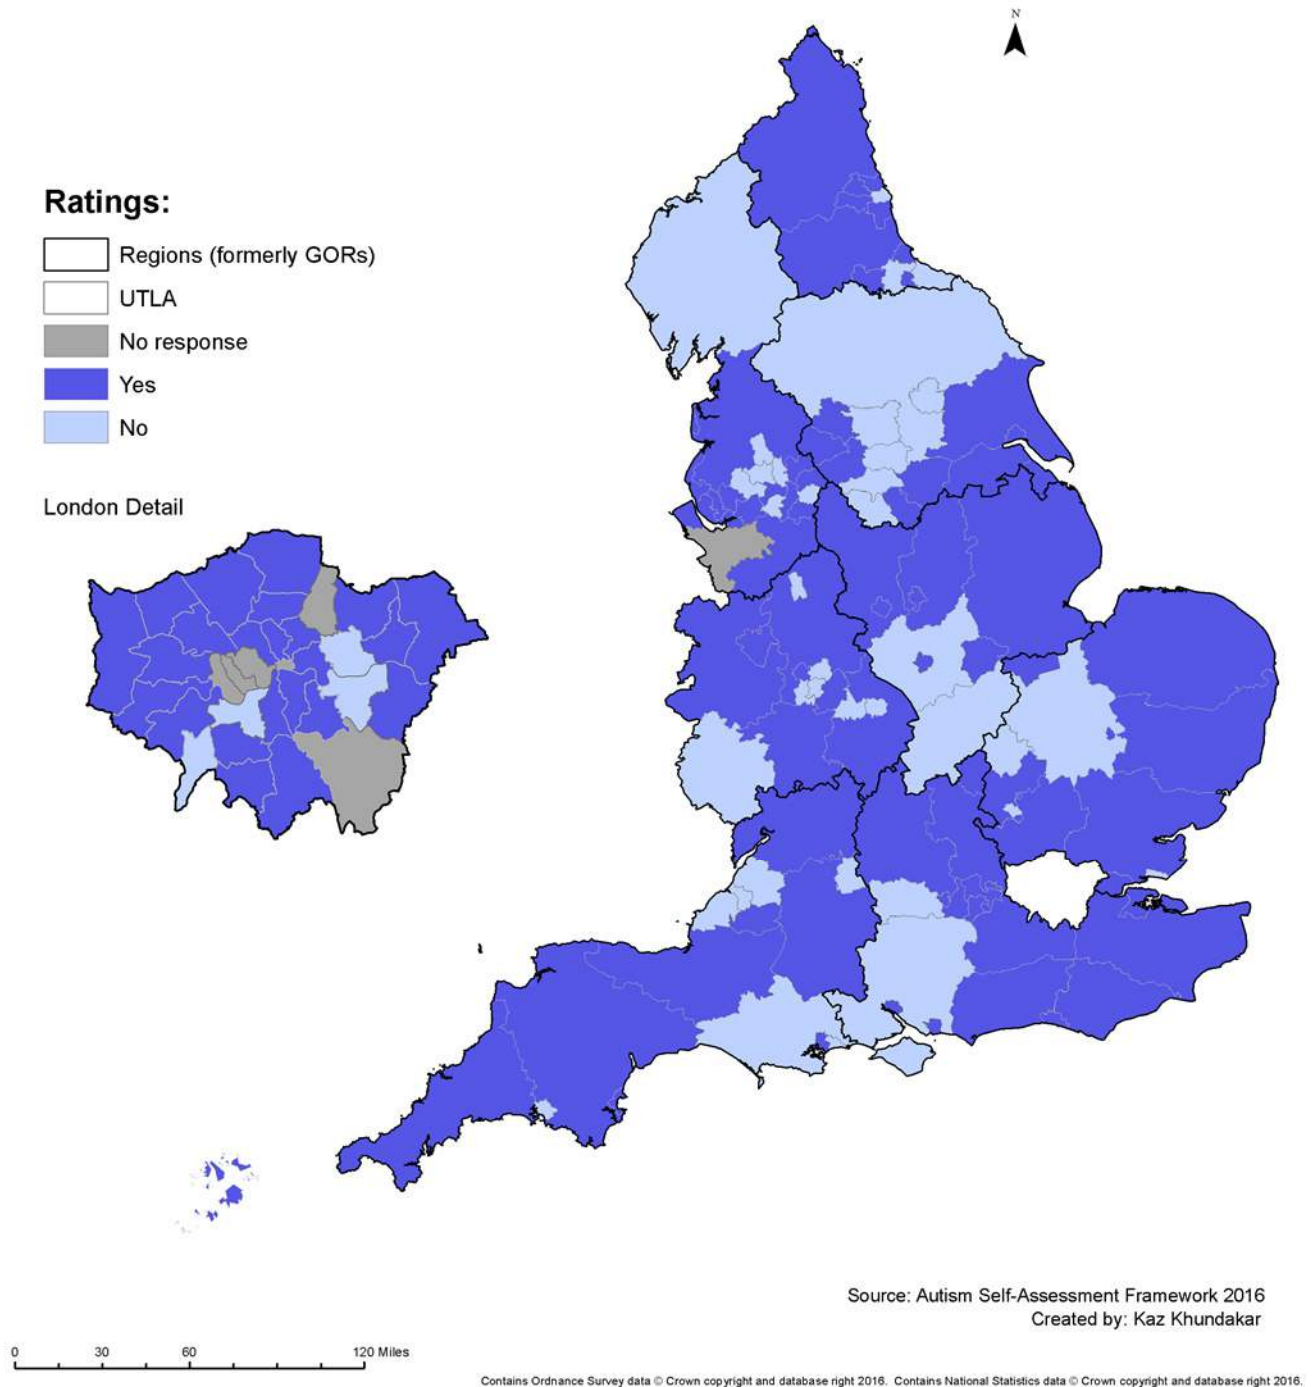 N
Ratings:
Regions (formerly GORs)
UTLA
No response
Yes
No
London Detail
Source: Autism Self-Assessment Framework 2016
Created by: Kaz Khundakar
0 30 60 120 Miles
Contains Ordnance Survey data © Crown copyright and database right 2016. Contains National Statistics data © Crown copyright and database right 2016.